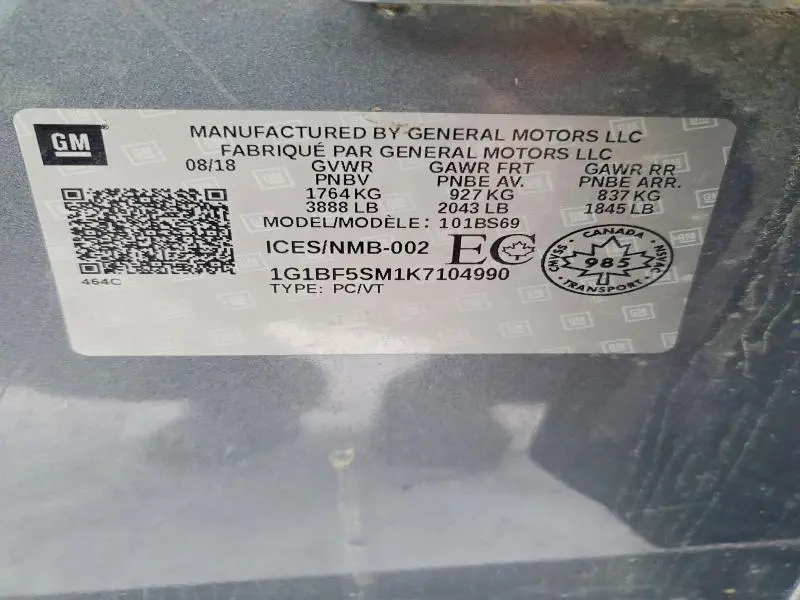 GM
MANUFACTURED BY GENERAL MOTORS LLC
FABRIQUÉ PAR GENERAL MOTORS LLC
08/18 GVWR GAWR FRT GAWR RR
PNBV PNBE AV. PNBE ARR.
1764 KG 927 KG 837 KG
3888 LB 2043 LB 1845 LB
MODEL/MODÈLE: 101BS69
ICES/NMB-002 EC
1G1BF5SM1K7104990
TYPE: PC/VT
464C
CANADA
CMVSS 985 NSVAC
TRANSPORT